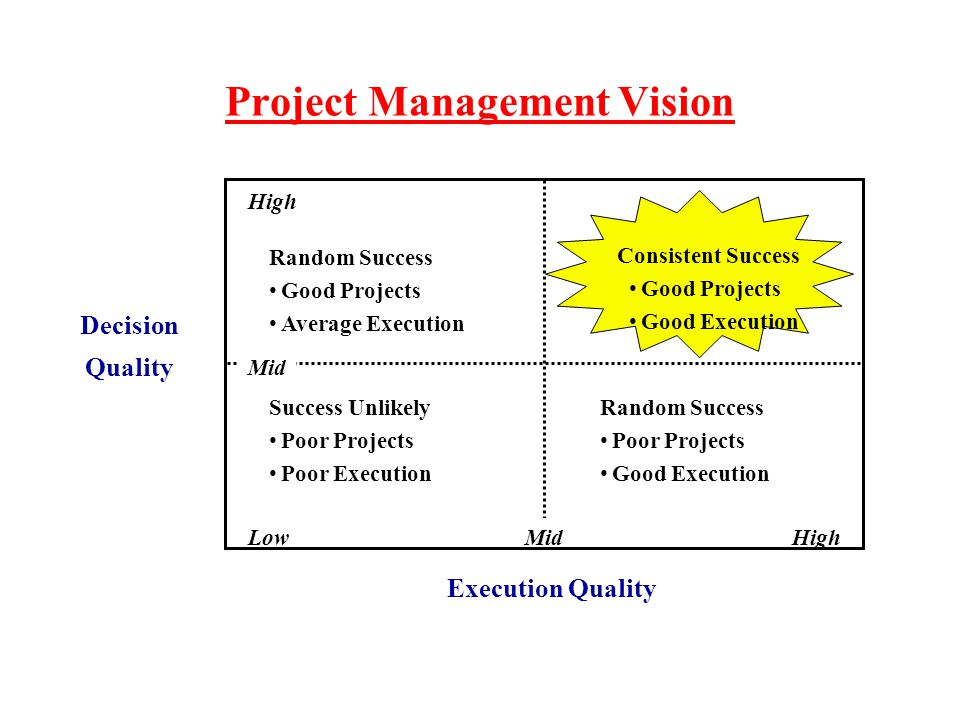 Project Management Vision
High
Random Success
• Good Projects
• Average Execution
Consistent Success
• Good Projects
• Good Execution
Decision
Quality
Mid
Success Unlikely
• Poor Projects
• Poor Execution
Random Success
• Poor Projects
• Good Execution
Low Mid High
Execution Quality